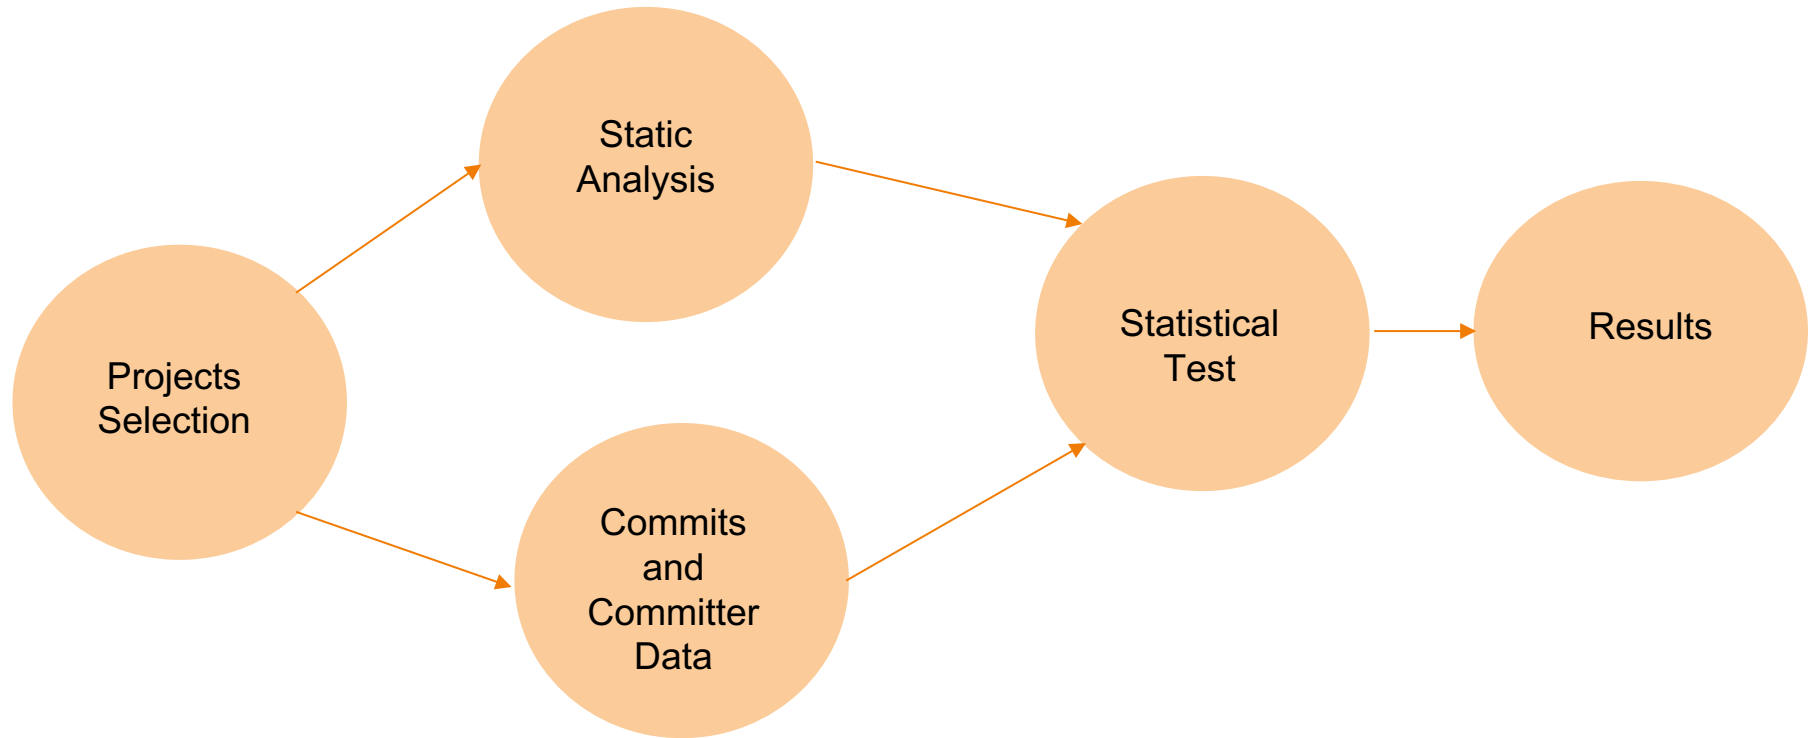 Projects
Selection
Static
Analysis
Commits
and
Committer
Data
Statistical
Test
Results